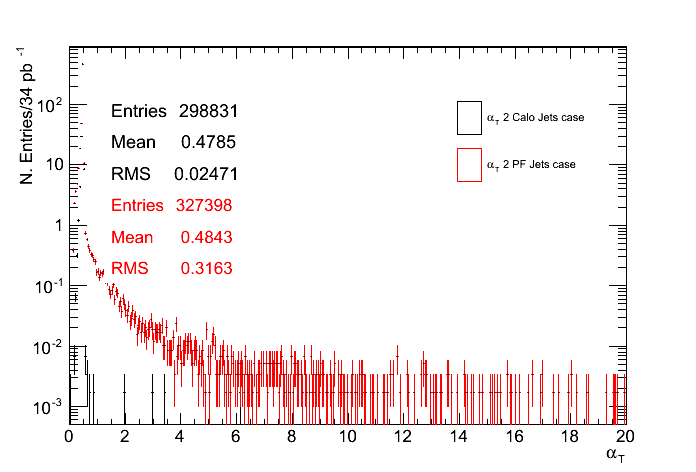 N. Entries/34 pb⁻¹
10²
10
1
10⁻¹
10⁻²
10⁻³
Entries 298831
Mean 0.4785
RMS 0.02471
Entries 327398
Mean 0.4843
RMS 0.3163
α_T 2 Calo Jets case
α_T 2 PF Jets case
0 2 4 6 8 10 12 14 16 18 20
α_T